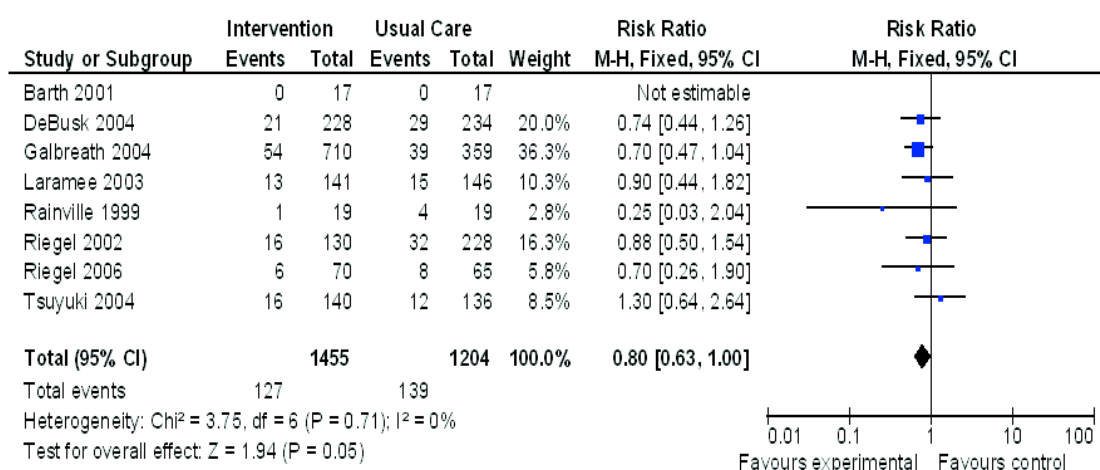 Intervention Usual Care Risk Ratio Risk Ratio
Study or Subgroup Events Total Events Total Weight M-H, Fixed, 95% CI M-H, Fixed, 95% CI
Barth 2001 0 17 0 17 Not estimable
DeBusk 2004 21 228 29 234 20.0% 0.74 [0.44, 1.26]
Galbreath 2004 54 710 39 359 36.3% 0.70 [0.47, 1.04]
Laramee 2003 13 141 15 146 10.3% 0.90 [0.44, 1.82]
Rainville 1999 1 19 4 19 2.8% 0.25 [0.03, 2.04]
Riegel 2002 16 130 32 228 16.3% 0.88 [0.50, 1.54]
Riegel 2006 6 70 8 65 5.8% 0.70 [0.26, 1.90]
Tsuyuki 2004 16 140 12 136 8.5% 1.30 [0.64, 2.64]
Total (95% CI) 1455 1204 100.0% 0.80 [0.63, 1.00]
Total events 127 139
Heterogeneity: Chi² = 3.75, df = 6 (P = 0.71); I² = 0%
Test for overall effect: Z = 1.94 (P = 0.05)
0.01 0.1 1 10 100
Favours experimental Favours control